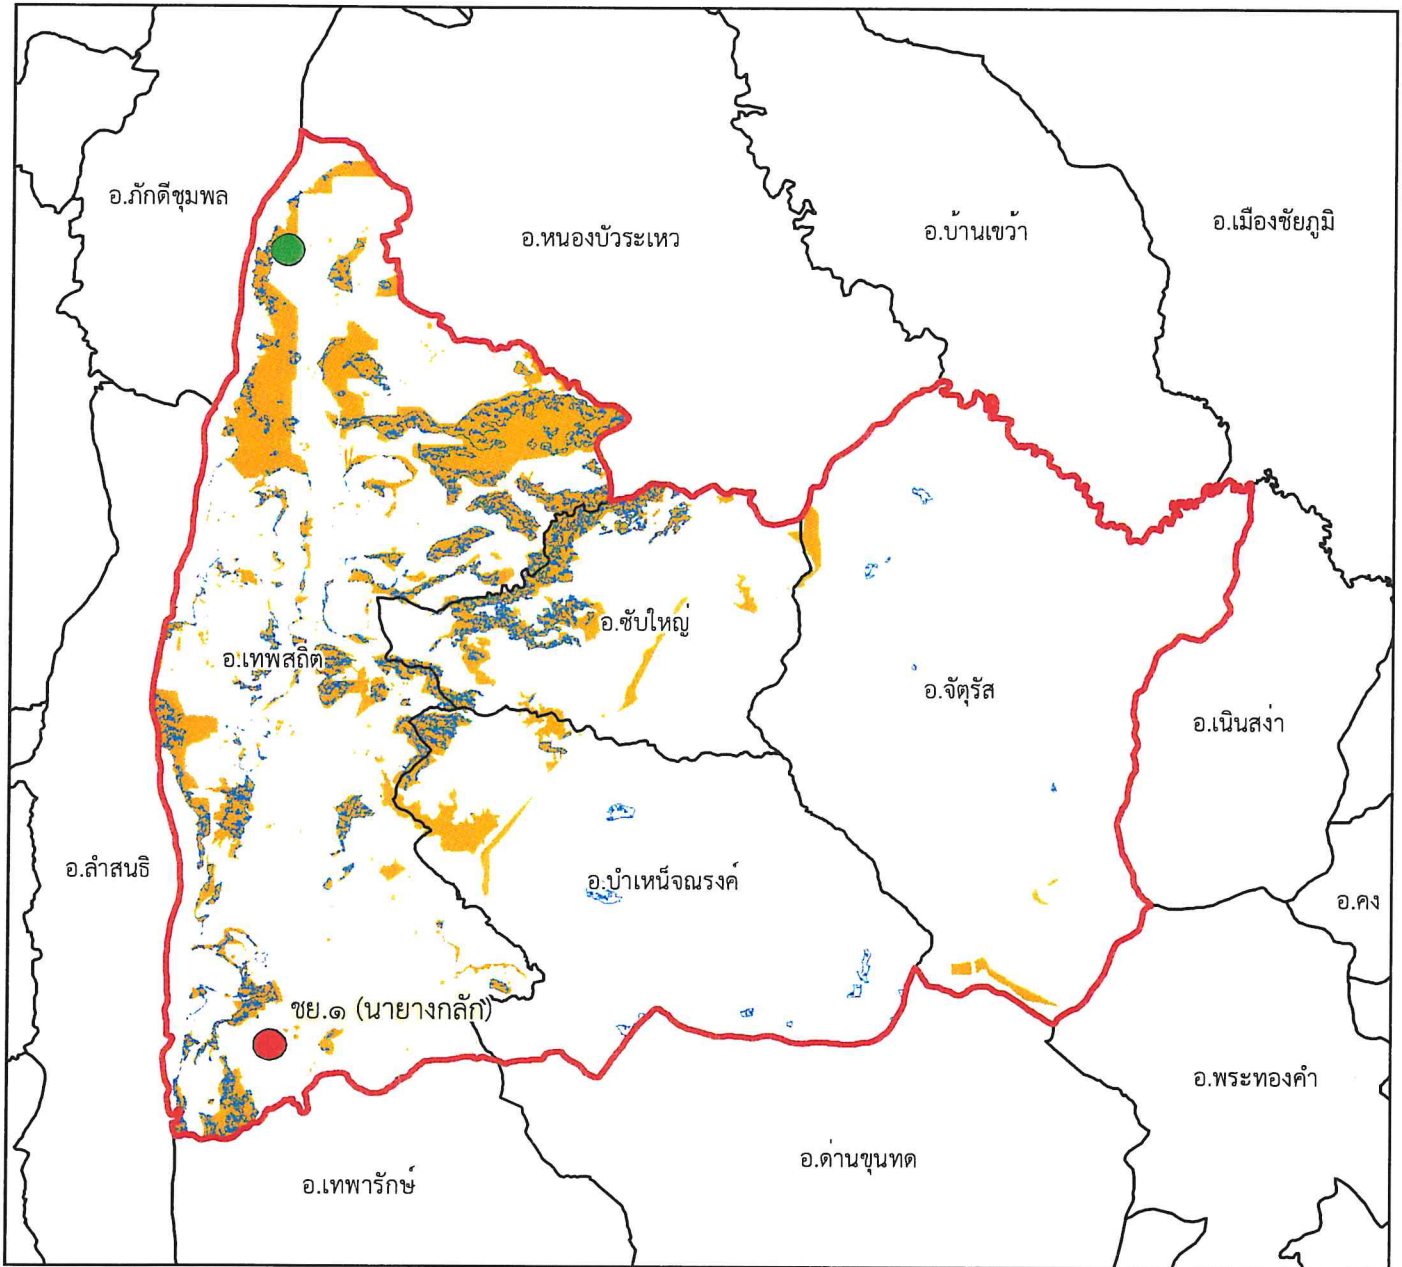 อ.ภักดีชุมพล
อ.หนองบัวระเหว
อ.บ้านเขว้า
อ.เมืองชัยภูมิ
อ.ซับใหญ่
อ.เทพสถิต
อ.จัตุรัส
อ.เนินสง่า
อ.ลำสนธิ
อ.บำเหน็จณรงค์
อ.คง
ชย.๑ (นายางกลัก)
อ.พระทองคำ
อ.ด่านขุนทด
อ.เทพารักษ์